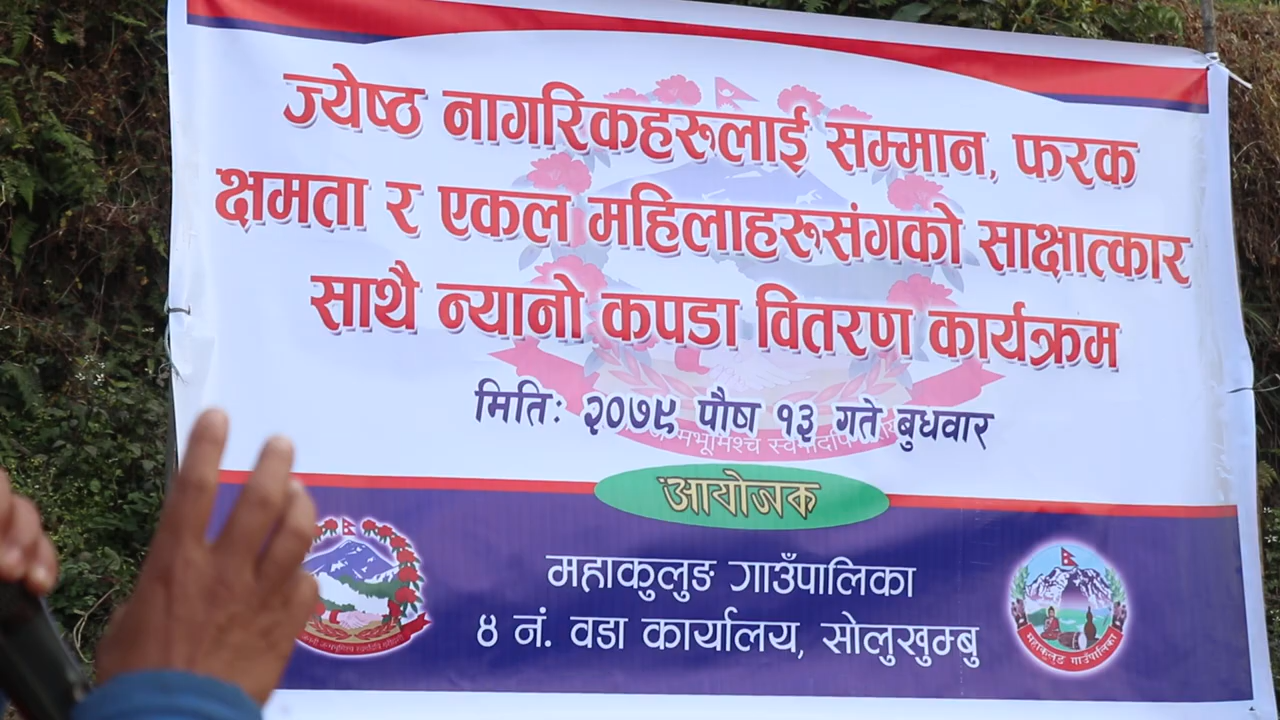 ज्येष्ठ नागरिकहरुलाई सम्मान, फरक
क्षमता र एकल महिलाहरुसंगको साक्षात्कार
साथै न्यानो कपडा वितरण कार्यक्रम
मितिः २०७९ पौष १३ गते बुधवार
आयोजक
महाकुलुङ गाउँपालिका
४ नं. वडा कार्यालय, सोलुखुम्बु
महाकुलुङ गाउँपालिका